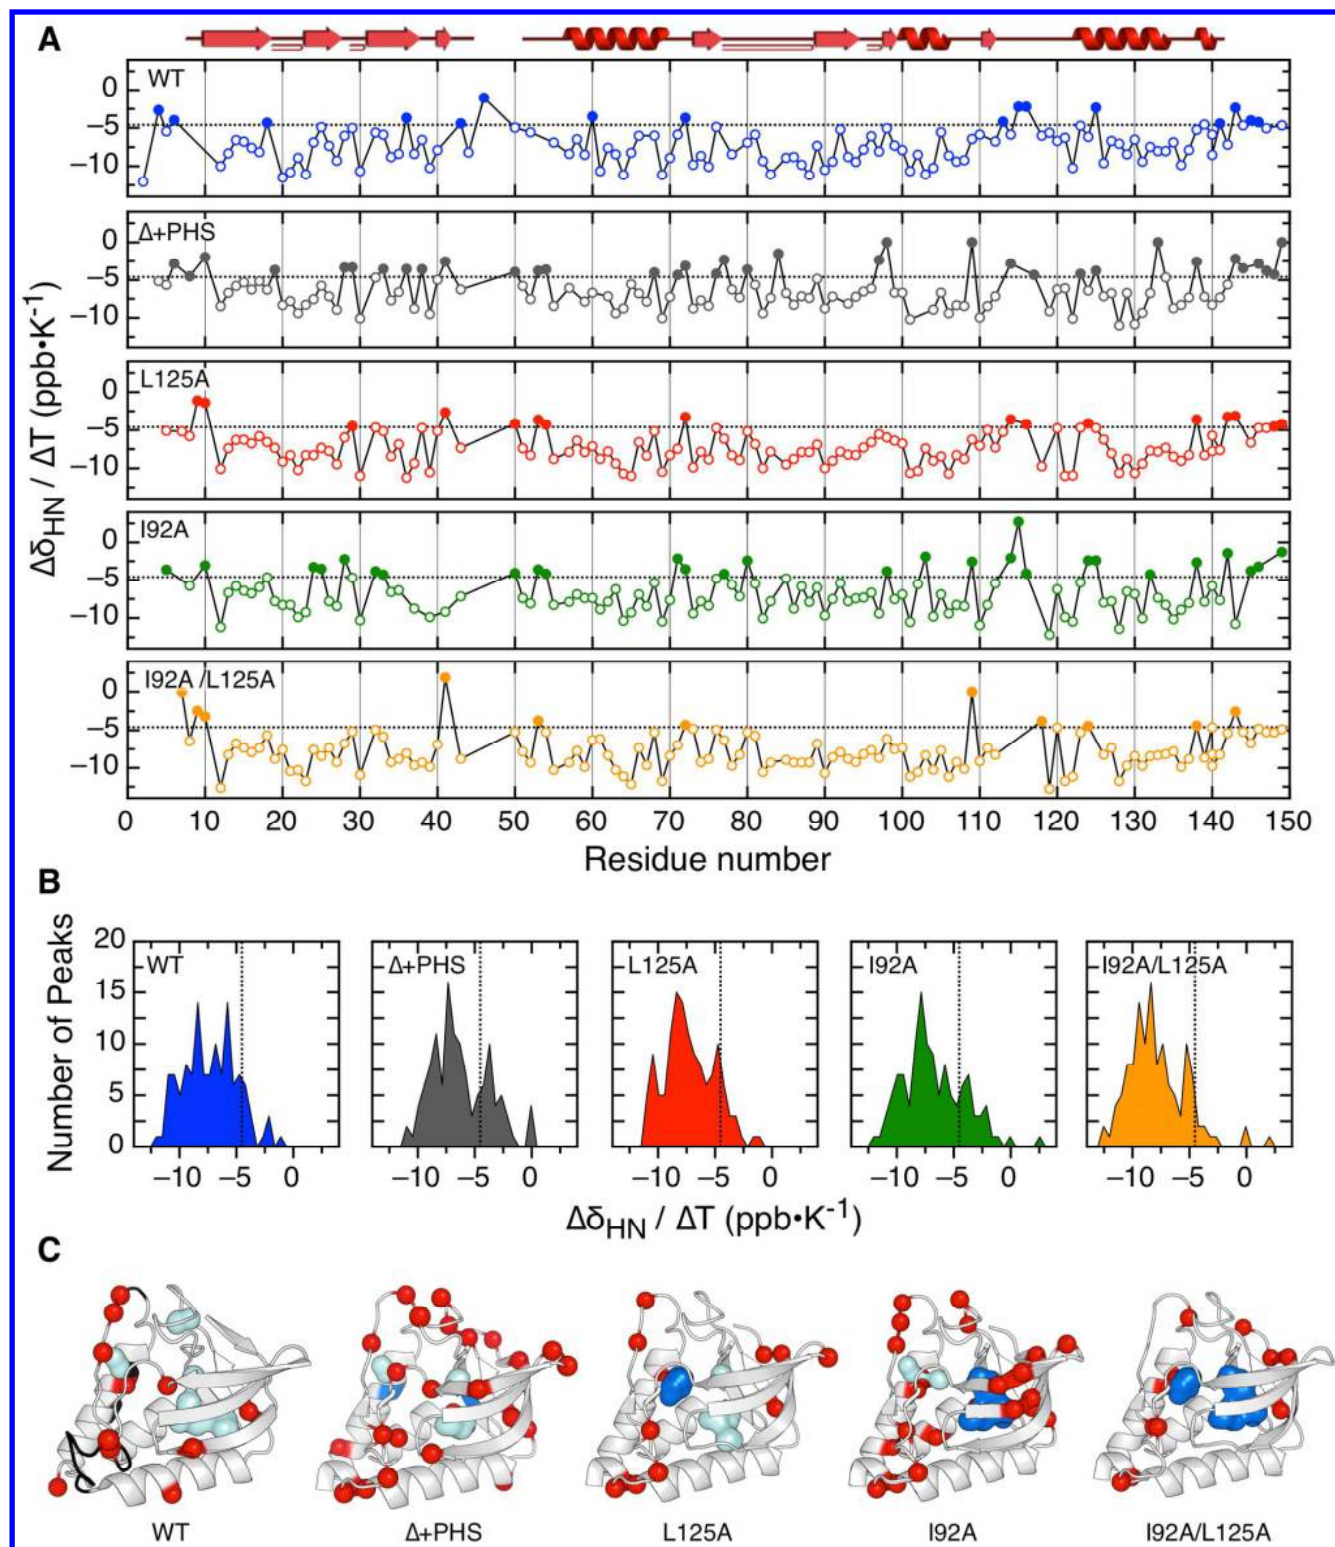 A
WT
0
−5
−10
Δ+PHS
0
−5
−10
L125A
0
−5
−10
I92A
0
−5
−10
I92A /L125A
0
−5
−10
ΔδHN / ΔT (ppb•K-1)
0 10 20 30 40 50 60 70 80 90 100 110 120 130 140 150
Residue number
B
Number of Peaks
20
15
10
5
0
WT Δ+PHS L125A I92A I92A/L125A
−10 −5 0 −10 −5 0 −10 −5 0 −10 −5 0 −10 −5 0
ΔδHN / ΔT (ppb•K-1)
C
WT Δ+PHS L125A I92A I92A/L125A